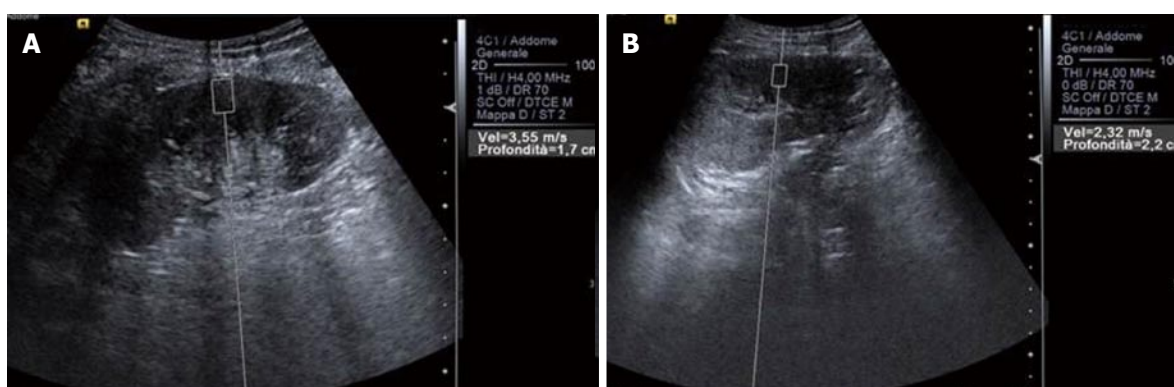 Addome
A
4C1 / Addome
Generale
2D 100
THI / H4,00 MHz
1 dB / DR 70
SC Off / DTCE M
Mappa D / ST 2
Vel=3,55 m/s
Profondità=1,7 cm
B
4C1 / Addome
Generale
2D 100
THI / H4,00 MHz
0 dB / DR 70
SC Off / DTCE M
Mappa D / ST 2
Vel=2,32 m/s
Profondità=2,2 c